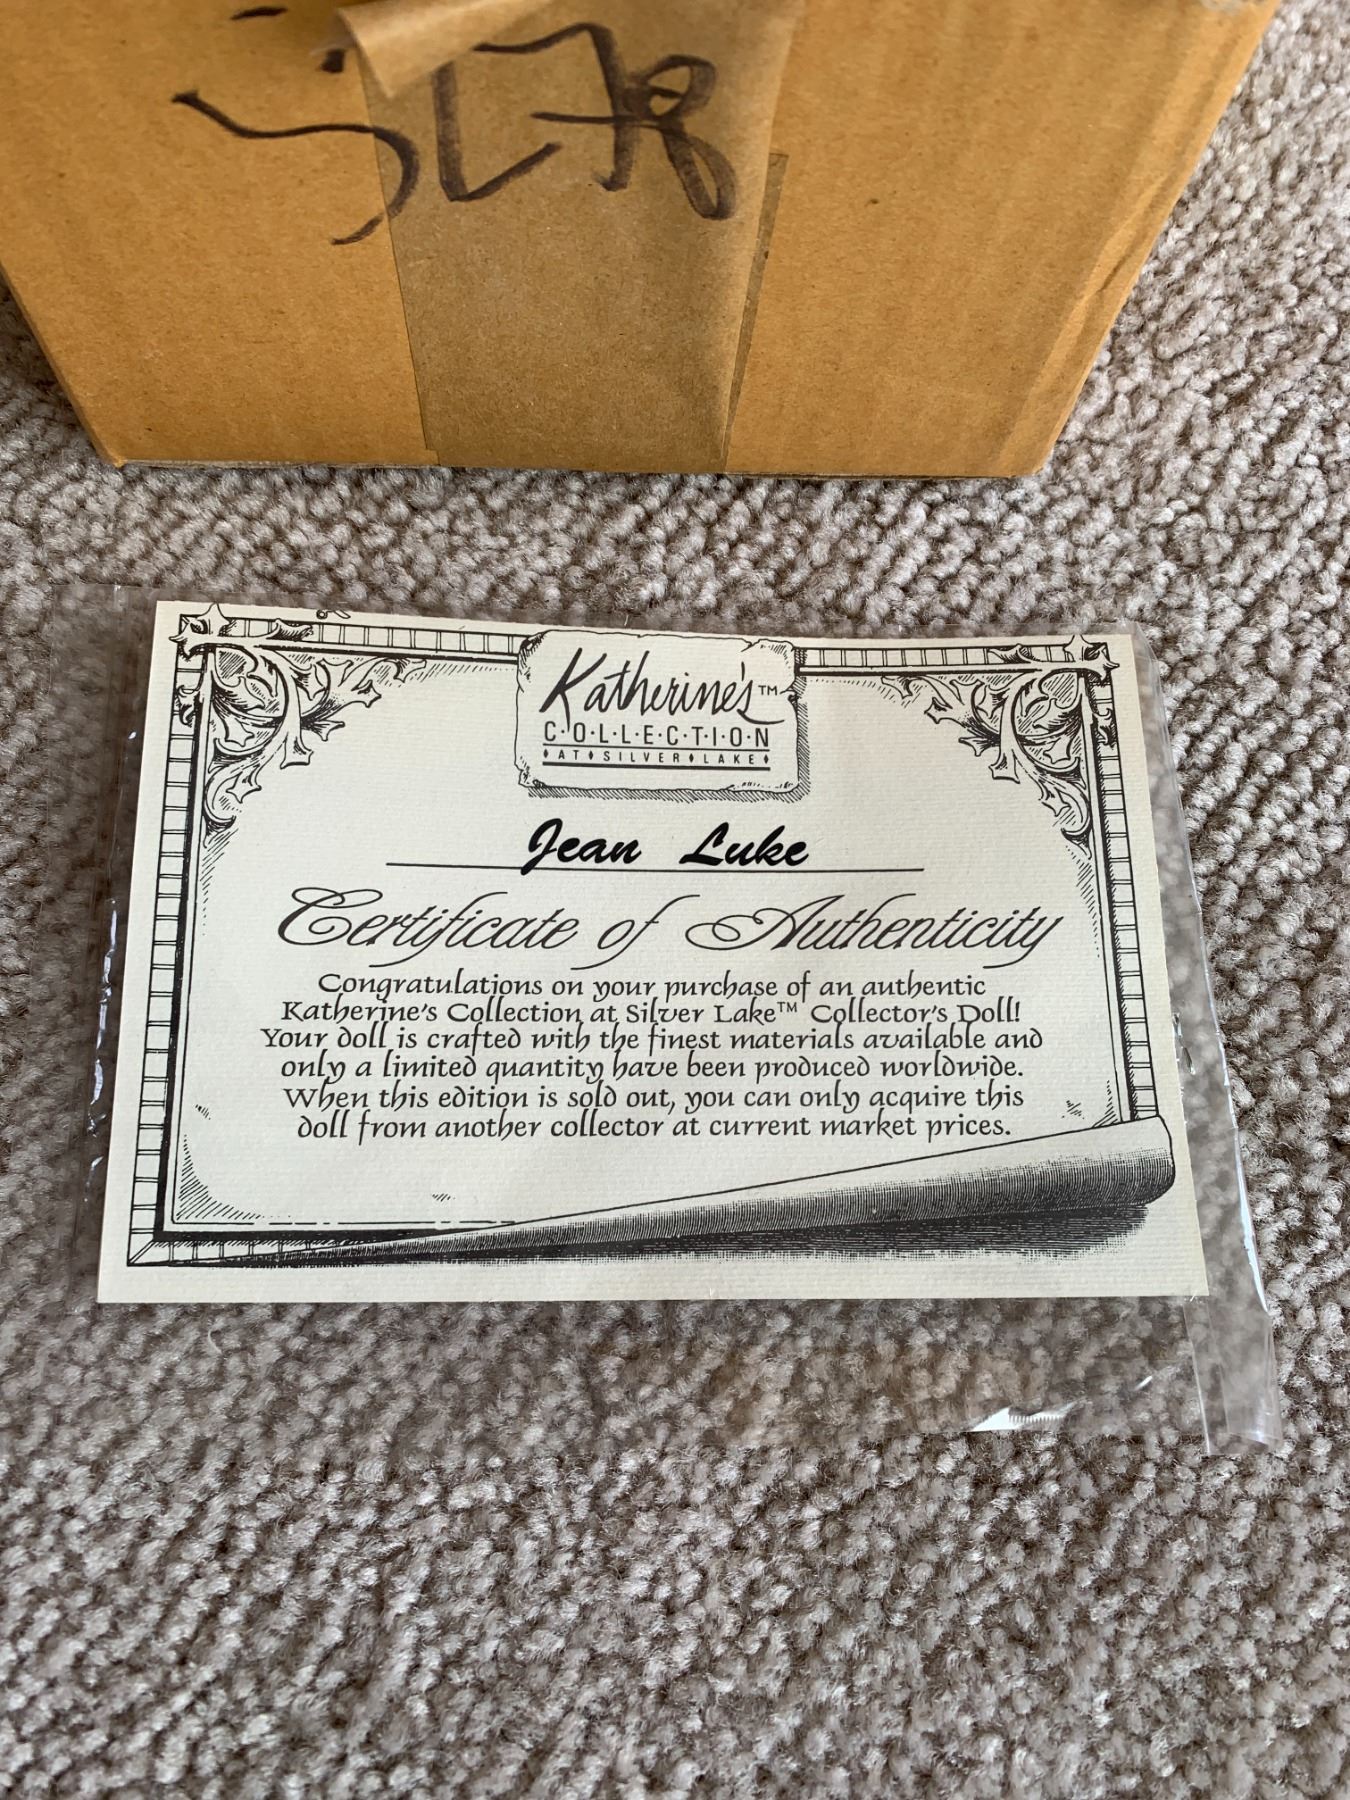 Katherine's™
C·O·L·L·E·C·T·I·O·N
AT SILVER LAKE
Jean Luke
Certificate of Authenticity
Congratulations on your purchase of an authentic
Katherine's Collection at Silver Lake™ Collector's Doll!
Your doll is crafted with the finest materials available and
only a limited quantity have been produced worldwide.
When this edition is sold out, you can only acquire this
doll from another collector at current market prices.